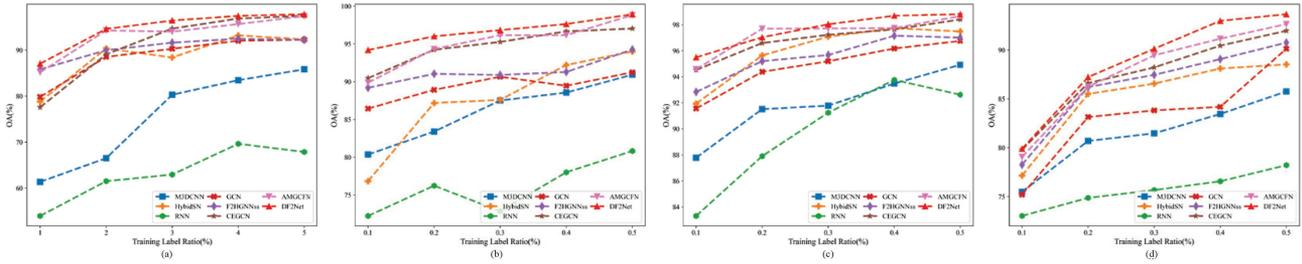 OA(%)
90
80
70
60
M3DCNN
HybidSN
RNN
GCN
F2HGNNss
CEGCN
AMGCFN
DF2Net
1
2
3
4
5
Training Label Ratio(%)
(a)
OA(%)
100
95
90
85
80
75
M3DCNN
HybidSN
RNN
GCN
F2HGNNss
CEGCN
AMGCFN
DF2Net
0.1
0.2
0.3
0.4
0.5
Training Label Ratio(%)
(b)
OA(%)
98
96
94
92
90
88
86
84
M3DCNN
HybidSN
RNN
GCN
F2HGNNss
CEGCN
AMGCFN
DF2Net
0.1
0.2
0.3
0.4
0.5
Training Label Ratio(%)
(c)
OA(%)
90
85
80
75
M3DCNN
HybidSN
RNN
GCN
F2HGNNss
CEGCN
AMGCFN
DF2Net
0.1
0.2
0.3
0.4
0.5
Training Label Ratio(%)
(d)